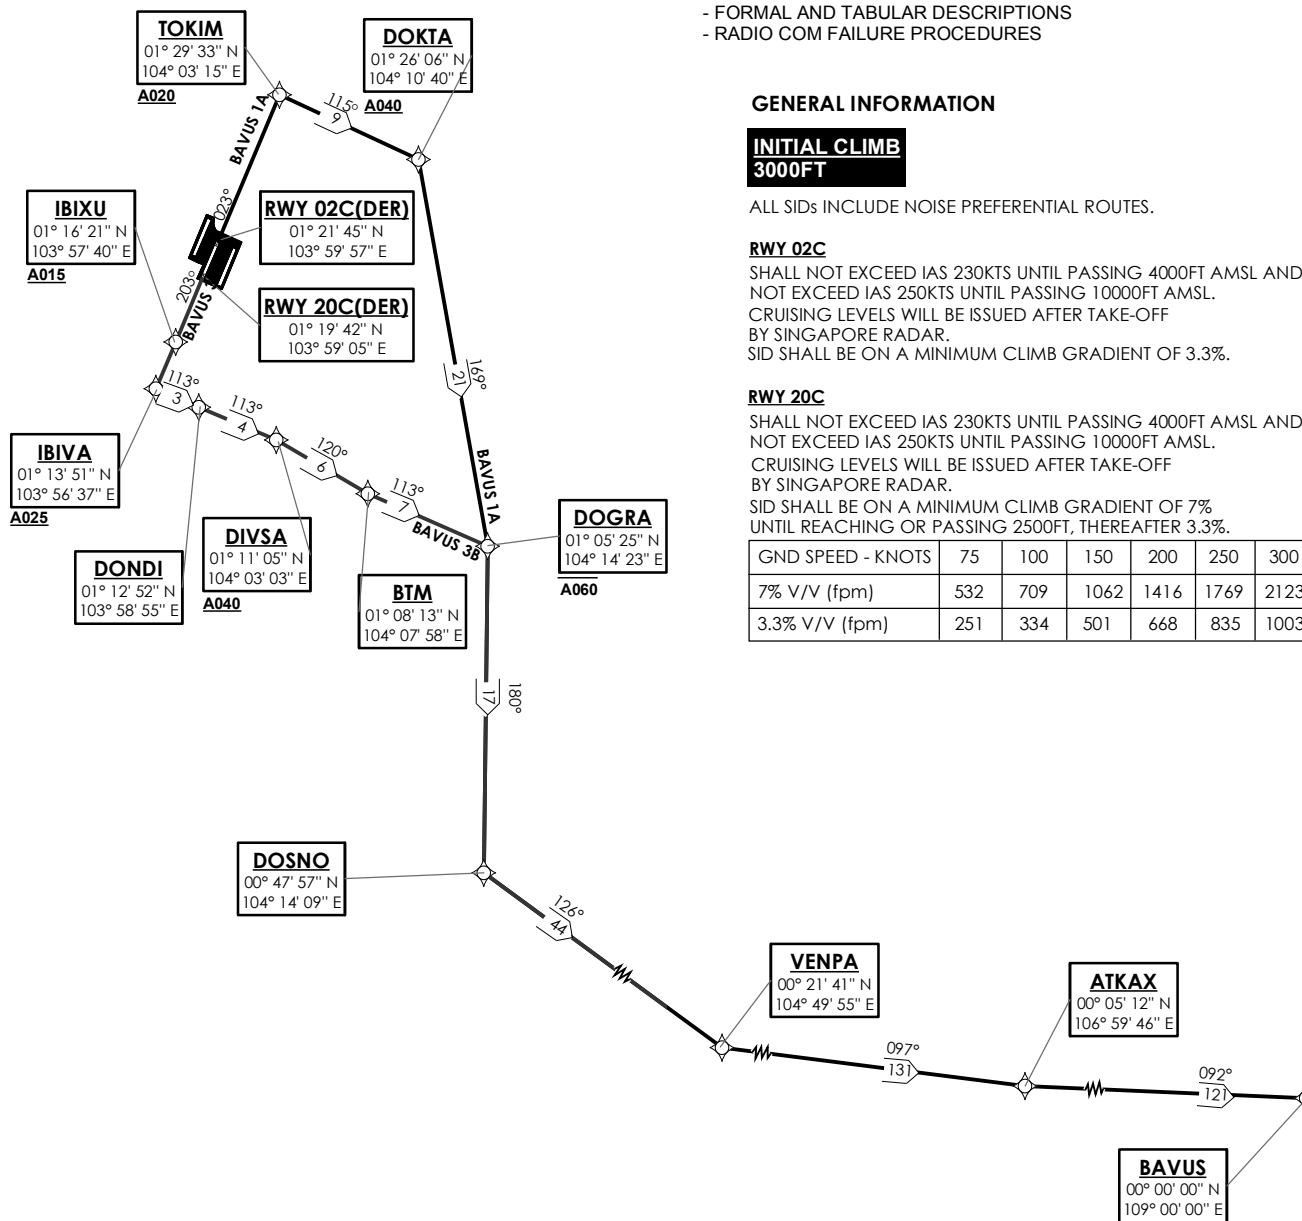 - FORMAL AND TABULAR DESCRIPTIONS
- RADIO COM FAILURE PROCEDURES
TOKIM
01° 29' 33" N
104° 03' 15" E
A020
DOKTA
01° 26' 06" N
104° 10' 40" E
A040
115°
9
BAVUS 1A
023°
GENERAL INFORMATION
INITIAL CLIMB
3000FT
ALL SIDs INCLUDE NOISE PREFERENTIAL ROUTES.
RWY 02C
SHALL NOT EXCEED IAS 230KTS UNTIL PASSING 4000FT AMSL AND
NOT EXCEED IAS 250KTS UNTIL PASSING 10000FT AMSL.
CRUISING LEVELS WILL BE ISSUED AFTER TAKE-OFF
BY SINGAPORE RADAR.
SID SHALL BE ON A MINIMUM CLIMB GRADIENT OF 3.3%.
RWY 20C
SHALL NOT EXCEED IAS 230KTS UNTIL PASSING 4000FT AMSL AND
NOT EXCEED IAS 250KTS UNTIL PASSING 10000FT AMSL.
CRUISING LEVELS WILL BE ISSUED AFTER TAKE-OFF
BY SINGAPORE RADAR.
SID SHALL BE ON A MINIMUM CLIMB GRADIENT OF 7%
UNTIL REACHING OR PASSING 2500FT, THEREAFTER 3.3%.
GND SPEED - KNOTS 75 100 150 200 250 300
7% V/V (fpm) 532 709 1062 1416 1769 2123
3.3% V/V (fpm) 251 334 501 668 835 1003
IBIXU
01° 16' 21" N
103° 57' 40" E
A015
RWY 02C(DER)
01° 21' 45" N
103° 59' 57" E
RWY 20C(DER)
01° 19' 42" N
103° 59' 05" E
203°
BAVUS
113°
3
113°
4
120°
6
113°
7
BAVUS 3B
169°
21
BAVUS 1A
IBIVA
01° 13' 51" N
103° 56' 37" E
A025
DONDI
01° 12' 52" N
103° 58' 55" E
DIVSA
01° 11' 05" N
104° 03' 03" E
A040
BTM
01° 08' 13" N
104° 07' 58" E
DOGRA
01° 05' 25" N
104° 14' 23" E
A060
180°
17
DOSNO
00° 47' 57" N
104° 14' 09" E
126°
44
VENPA
00° 21' 41" N
104° 49' 55" E
097°
131
ATKAX
00° 05' 12" N
106° 59' 46" E
092°
121
BAVUS
00° 00' 00" N
109° 00' 00" E